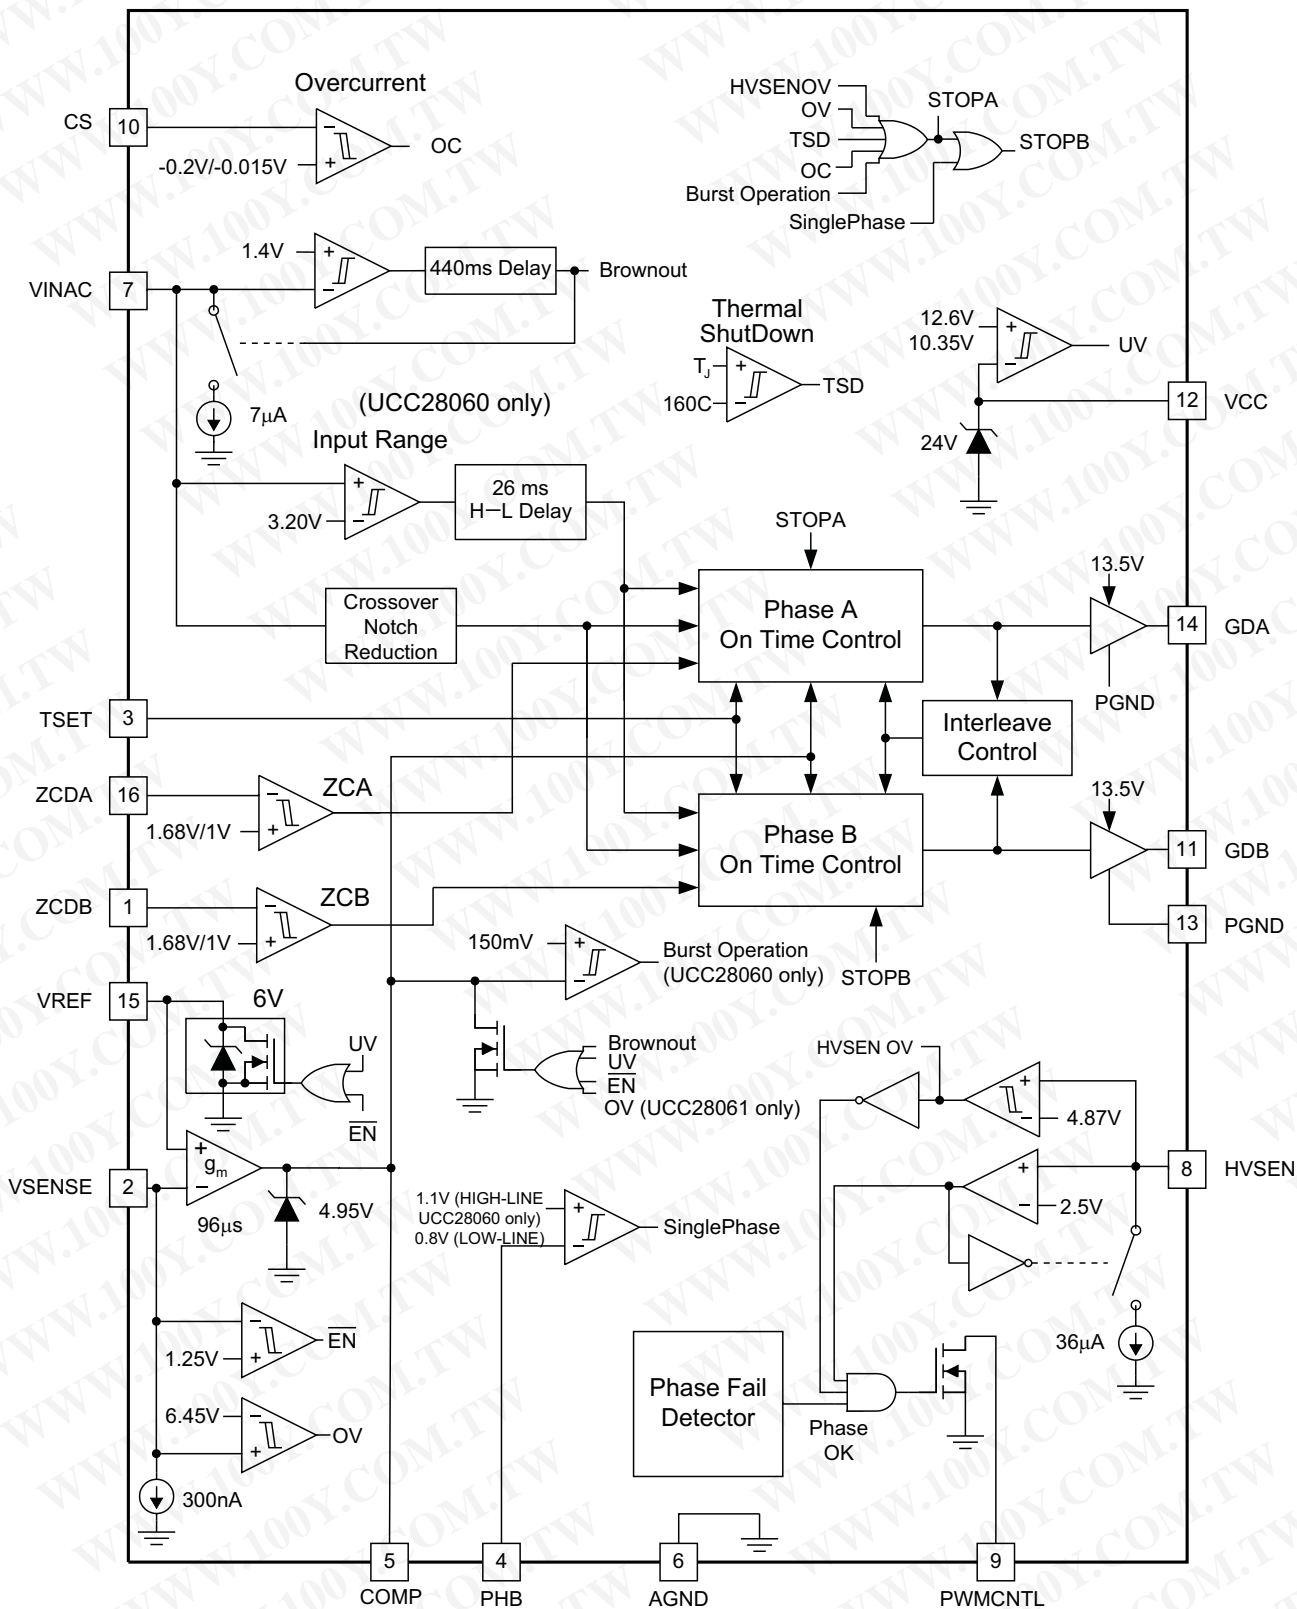 Overcurrent
CS
10
−
+
-0.2V/-0.015V
OC
HVSENOV
OV
TSD
OC
Burst Operation
SinglePhase
STOPA
STOPB
VINAC
7
1.4V
+
−
440ms Delay
Brownout
7µA
Thermal
ShutDown
TJ
+
160C
−
TSD
12.6V
10.35V
+
−
UV
12
VCC
24V
(UCC28060 only)
Input Range
+
3.20V
−
26 ms
H−L Delay
Crossover
Notch
Reduction
STOPA
Phase A
On Time Control
13.5V
14
GDA
PGND
Interleave
Control
TSET
3
ZCDA
16
−
1.68V/1V
+
ZCA
Phase B
On Time Control
13.5V
11
GDB
13
PGND
STOPB
ZCDB
1
−
1.68V/1V
+
ZCB
150mV
+
−
Burst Operation
(UCC28060 only)
VREF
15
6V
UV
EN
Brownout
UV
EN
OV (UCC28061 only)
HVSEN OV
+
−
4.87V
+
−
2.5V
8
HVSEN
36µA
VSENSE
2
+
gm
−
96µs
4.95V
1.1V (HIGH-LINE
UCC28060 only)
0.8V (LOW-LINE)
+
−
SinglePhase
−
1.25V
+
EN
6.45V
−
+
OV
300nA
Phase Fail
Detector
Phase
OK
5
COMP
4
PHB
6
AGND
9
PWMCNTL
WWW.100Y.COM.TW